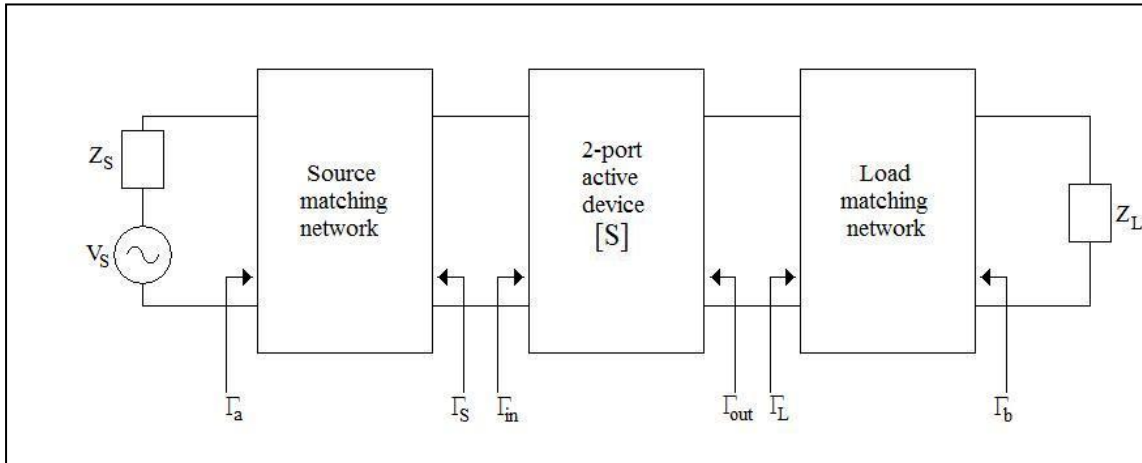 Z_S
V_S
Source
matching
network
2-port
active
device
[S]
Load
matching
network
Z_L
Γ_a
Γ_S
Γ_in
Γ_out
Γ_L
Γ_b